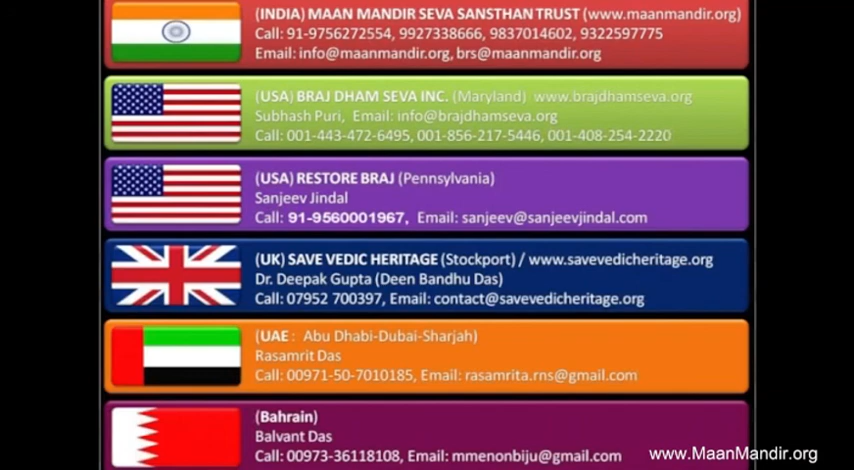 (INDIA) MAAN MANDIR SEVA SANSTHAN TRUST (www.maanmandir.org)
Call: 91-9756272554, 9927338666, 9837014602, 9322597775
Email: info@maanmandir.org, brs@maanmandir.org
(USA) BRAJ DHAM SEVA INC. (Maryland) www.brajdhamseva.org
Subhash Puri, Email: info@brajdhamseva.org
Call: 001-443-472-6495, 001-856-217-5446, 001-408-254-2220
(USA) RESTORE BRAJ (Pennsylvania)
Sanjeev Jindal
Call: 91-9560001967, Email: sanjeev@sanjeevjindal.com
(UK) SAVE VEDIC HERITAGE (Stockport) / www.savevedicheritage.org
Dr. Deepak Gupta (Deen Bandhu Das)
Call: 07952 700397, Email: contact@savevedicheritage.org
(UAE : Abu Dhabi-Dubai-Sharjah)
Rasamrit Das
Call: 00971-50-7010185, Email: rasamrita.rns@gmail.com
(Bahrain)
Balvant Das
Call: 00973-36118108, Email: mmenonbiju@gmail.com
www.MaanMandir.org